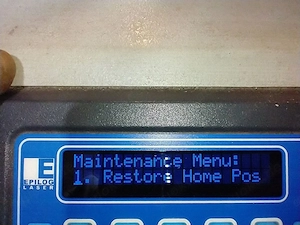 E
EPILOG
LASER
Maintenance Menu:
1. Restore Home Pos